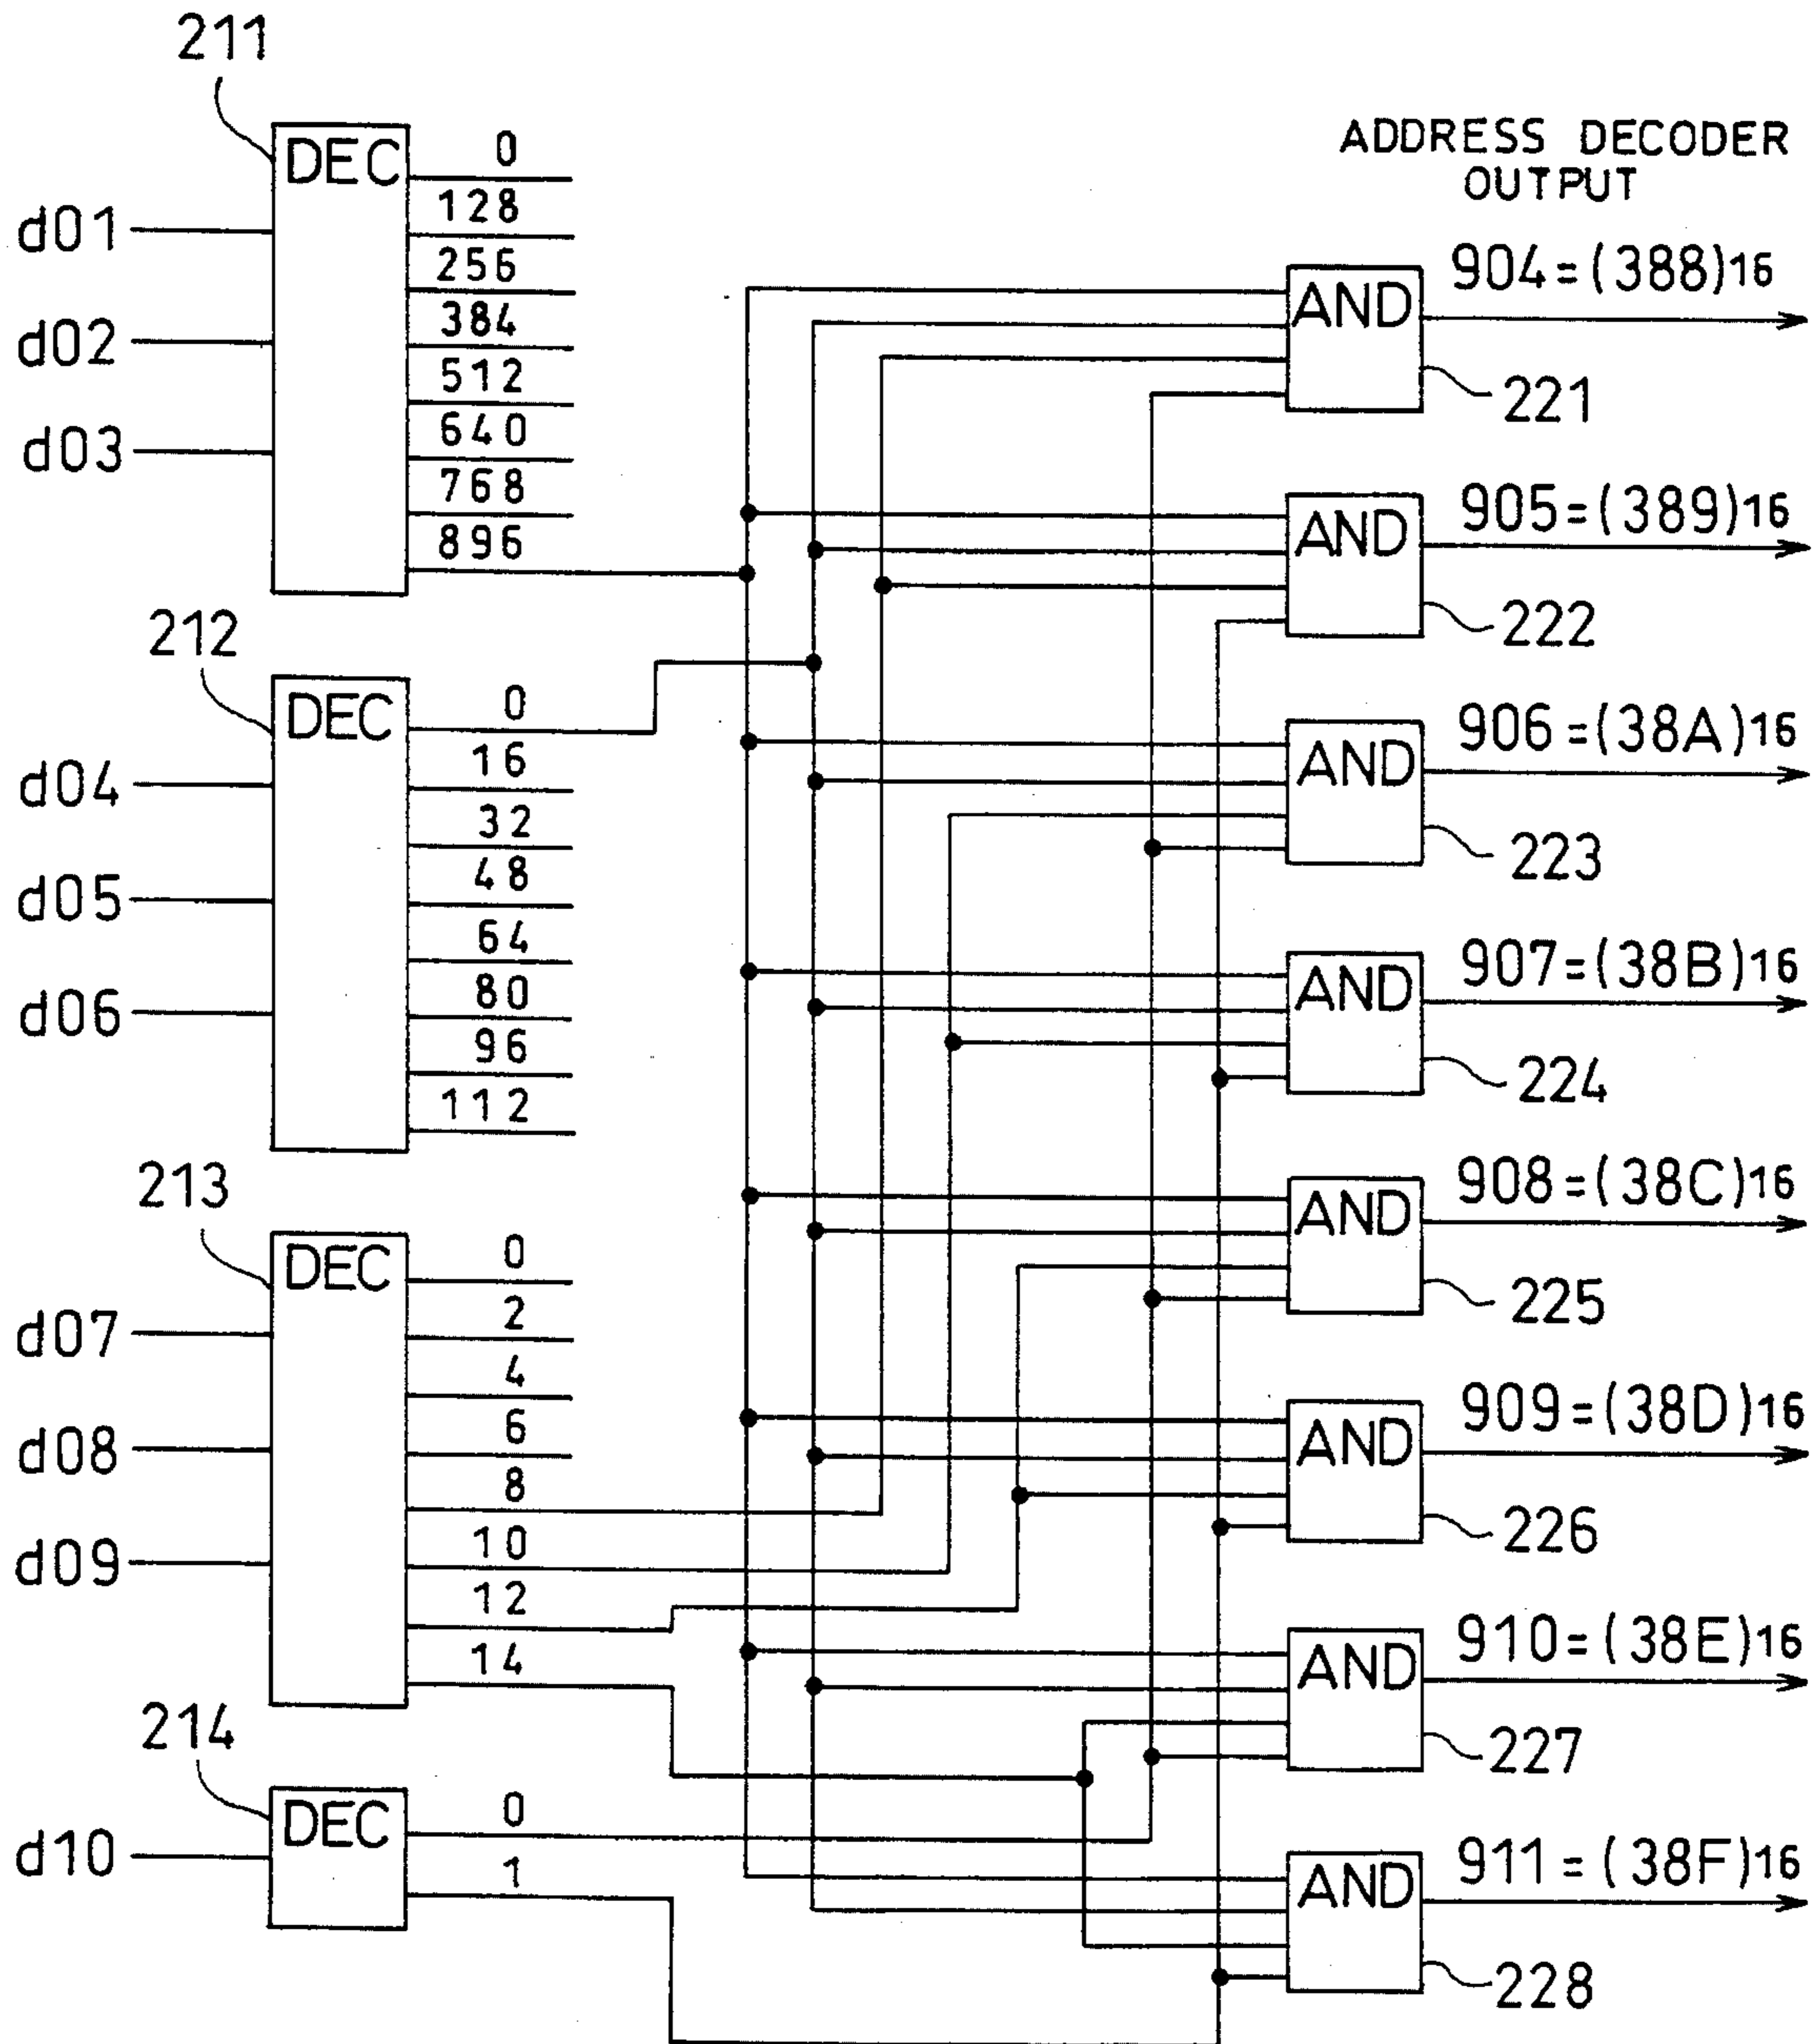 211
ADDRESS DECODER
OUTPUT
DEC
0
128
256
384
512
640
768
896
d01
d02
d03
212
DEC
0
16
32
48
64
80
96
112
d04
d05
d06
213
DEC
0
2
4
6
8
10
12
14
d07
d08
d09
214
DEC
0
1
d10
AND
904=(388)16
221
AND
905=(389)16
222
AND
906=(38A)16
223
AND
907=(38B)16
224
AND
908=(38C)16
225
AND
909=(38D)16
226
AND
910=(38E)16
227
AND
911=(38F)16
228